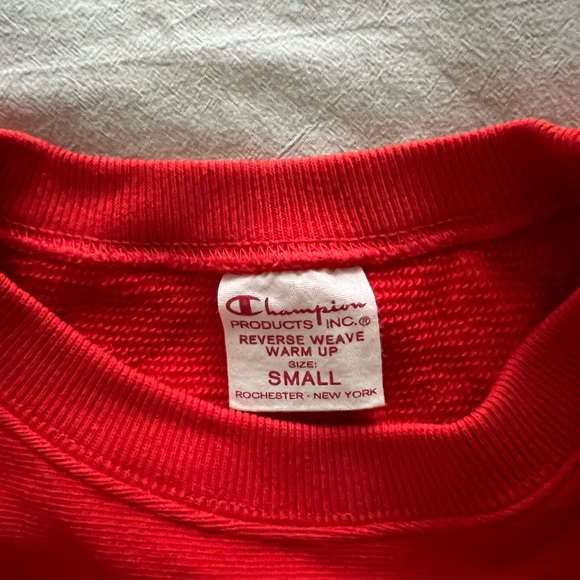 Champion
PRODUCTS INC.®
REVERSE WEAVE
WARM UP
SIZE:
SMALL
ROCHESTER - NEW YORK